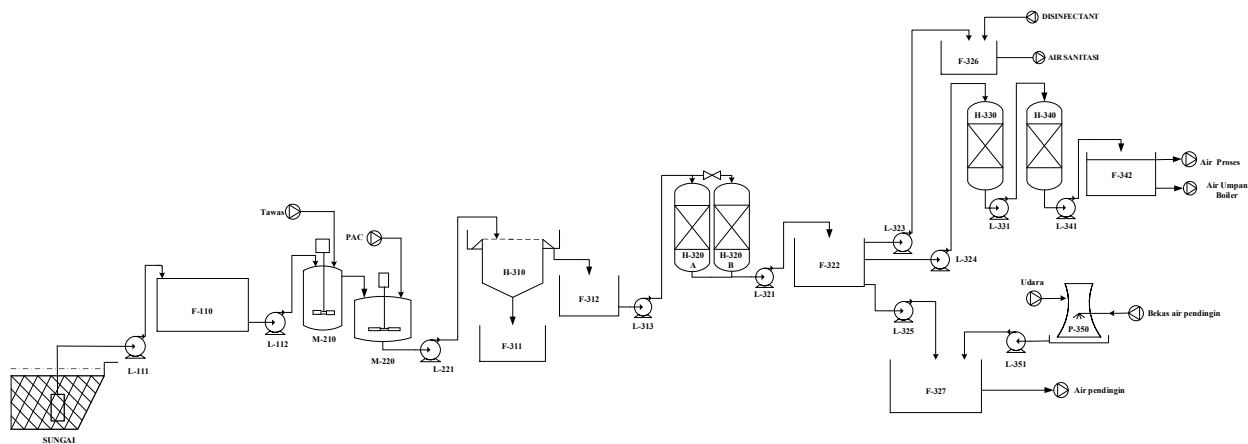 DISINFECTANT
F-326
AIR SANITASI
L-323
L-324
H-330
H-340
L-331
L-341
F-342
Air Proses
Air Umpan
Boiler
Tawas
PAC
H-320
A
H-320
B
L-321
F-322
L-325
H-310
F-312
L-313
F-311
F-110
L-111
L-112
M-210
M-220
L-221
SUNGAI
Udara
P-350
Bekas air pendingin
L-351
F-327
Air pendingin